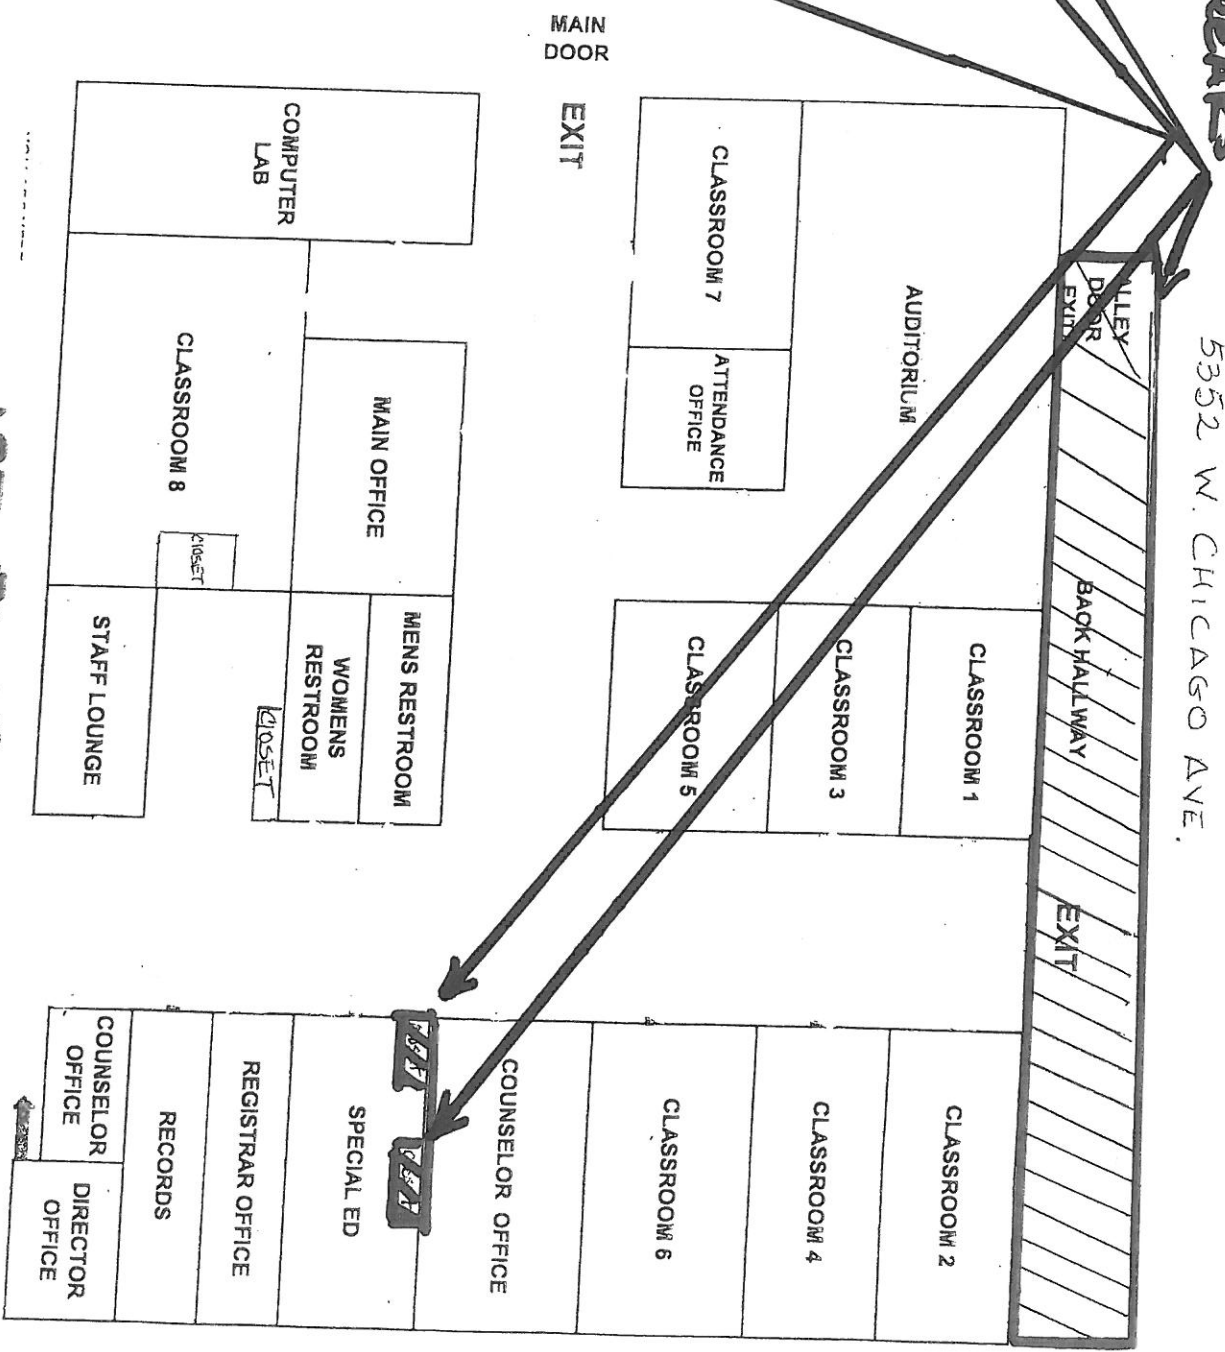 MAIN
DOOR
EXIT
5352 W. CHICAGO AVE.
COMPUTER
LAB
CLASSROOM 7
AUDITORIUM
ALLEY
DOOR
EXIT
CLASSROOM 8
MAIN OFFICE
ATTENDANCE
OFFICE
ClOSET
BACK HALLWAY
STAFF LOUNGE
WOMENS
RESTROOM
MENS RESTROOM
ClOSET
CLASSROOM 5
CLASSROOM 3
CLASSROOM 1
EXIT
COUNSELOR
OFFICE
DIRECTOR
OFFICE
RECORDS
REGISTRAR OFFICE
SPECIAL ED
COUNSELOR OFFICE
CLASSROOM 6
CLASSROOM 4
CLASSROOM 2